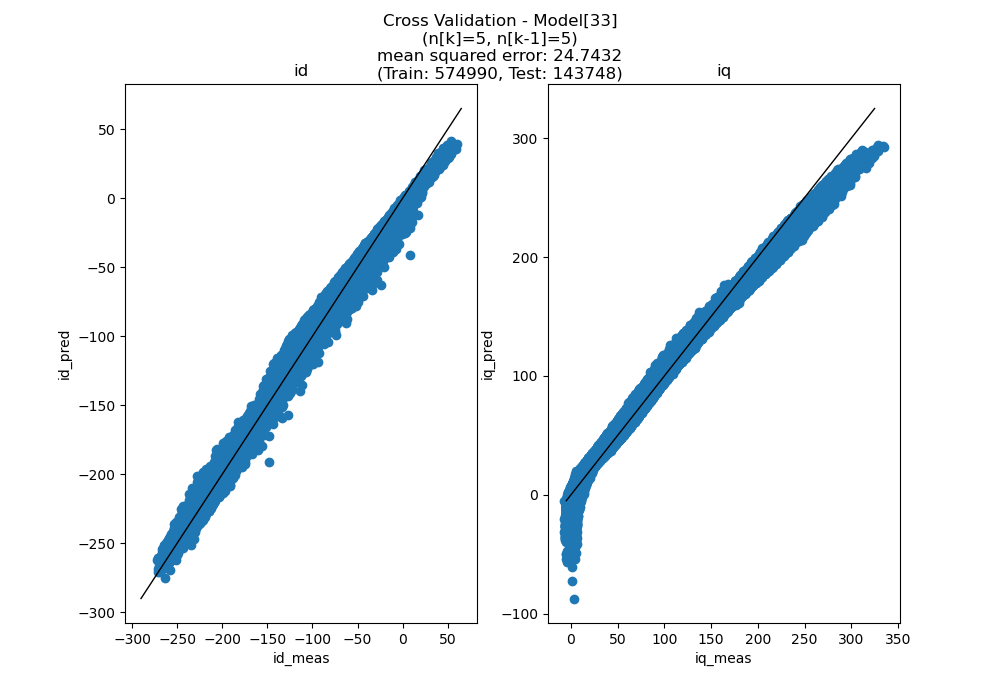 Cross Validation - Model[33]
(n[k]=5, n[k-1]=5)
mean squared error: 24.7432
(Train: 574990, Test: 143748)
id
iq
50
0
−50
−100
−150
−200
−250
−300
id_pred
−300
−250
−200
−150
−100
−50
0
50
id_meas
300
200
100
0
−100
iq_pred
0
50
100
150
200
250
300
350
iq_meas